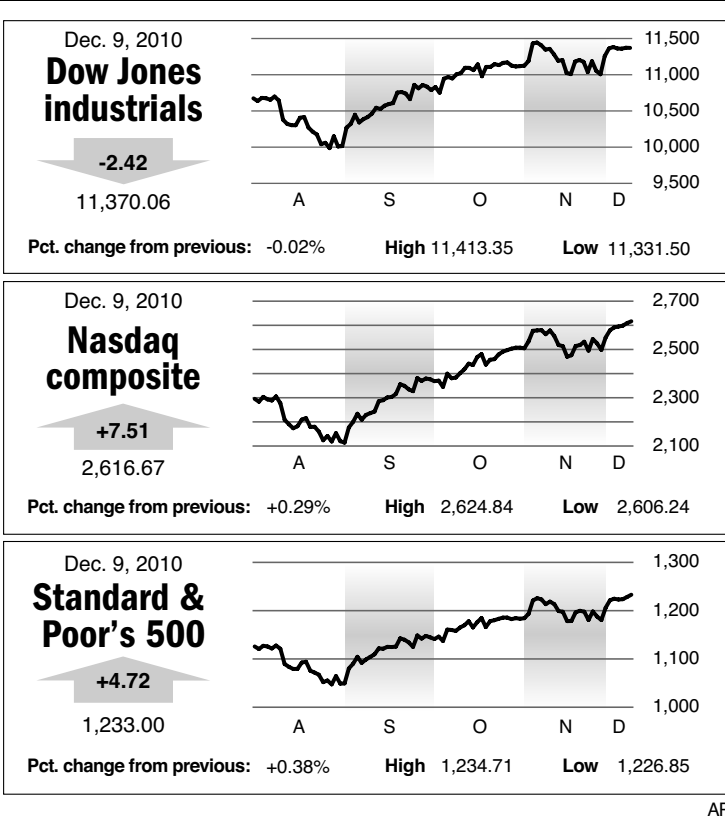 Dec. 9, 2010
Dow Jones
industrials
-2.42
11,370.06
11,500
11,000
10,500
10,000
9,500
A S O N D
Pct. change from previous: -0.02% High 11,413.35 Low 11,331.50
Dec. 9, 2010
Nasdaq
composite
+7.51
2,616.67
2,700
2,500
2,300
2,100
A S O N D
Pct. change from previous: +0.29% High 2,624.84 Low 2,606.24
Dec. 9, 2010
Standard &
Poor's 500
+4.72
1,233.00
1,300
1,200
1,100
1,000
A S O N D
Pct. change from previous: +0.38% High 1,234.71 Low 1,226.85